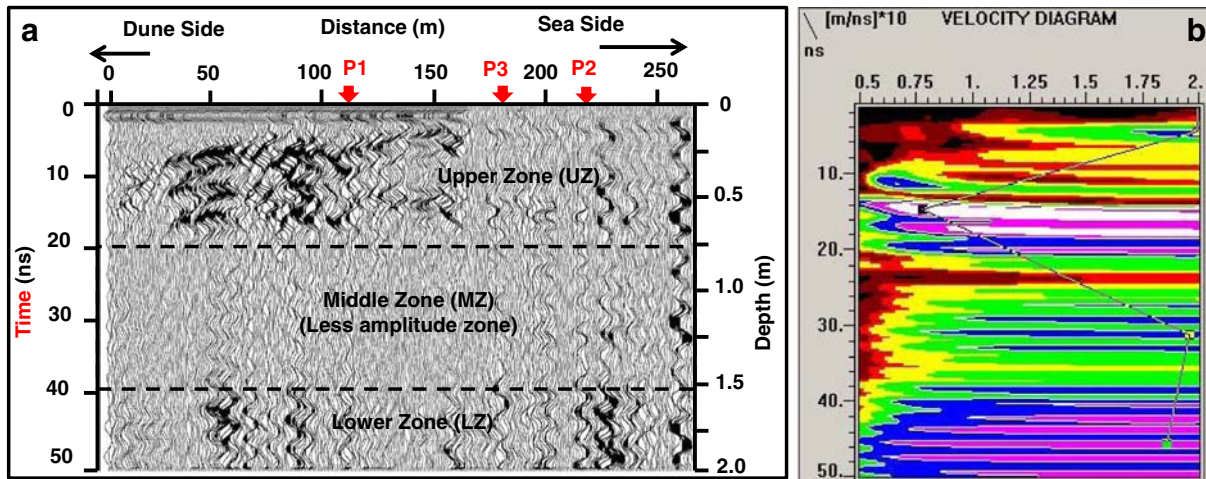 a
Dune Side Distance (m) Sea Side
0 50 100 P1 150 P3 200 P2 250
0 0
10
Upper Zone (UZ)
0.5
20
Middle Zone (MZ)
(Less amplitude zone)
1.0
30
40 1.5
Lower Zone (LZ)
50 2.0
Time (ns)
Depth (m)
[m/ns]*10 VELOCITY DIAGRAM b
ns
0.5 0.75 1. 1.25 1.5 1.75 2.
10.
20.
30.
40.
50.